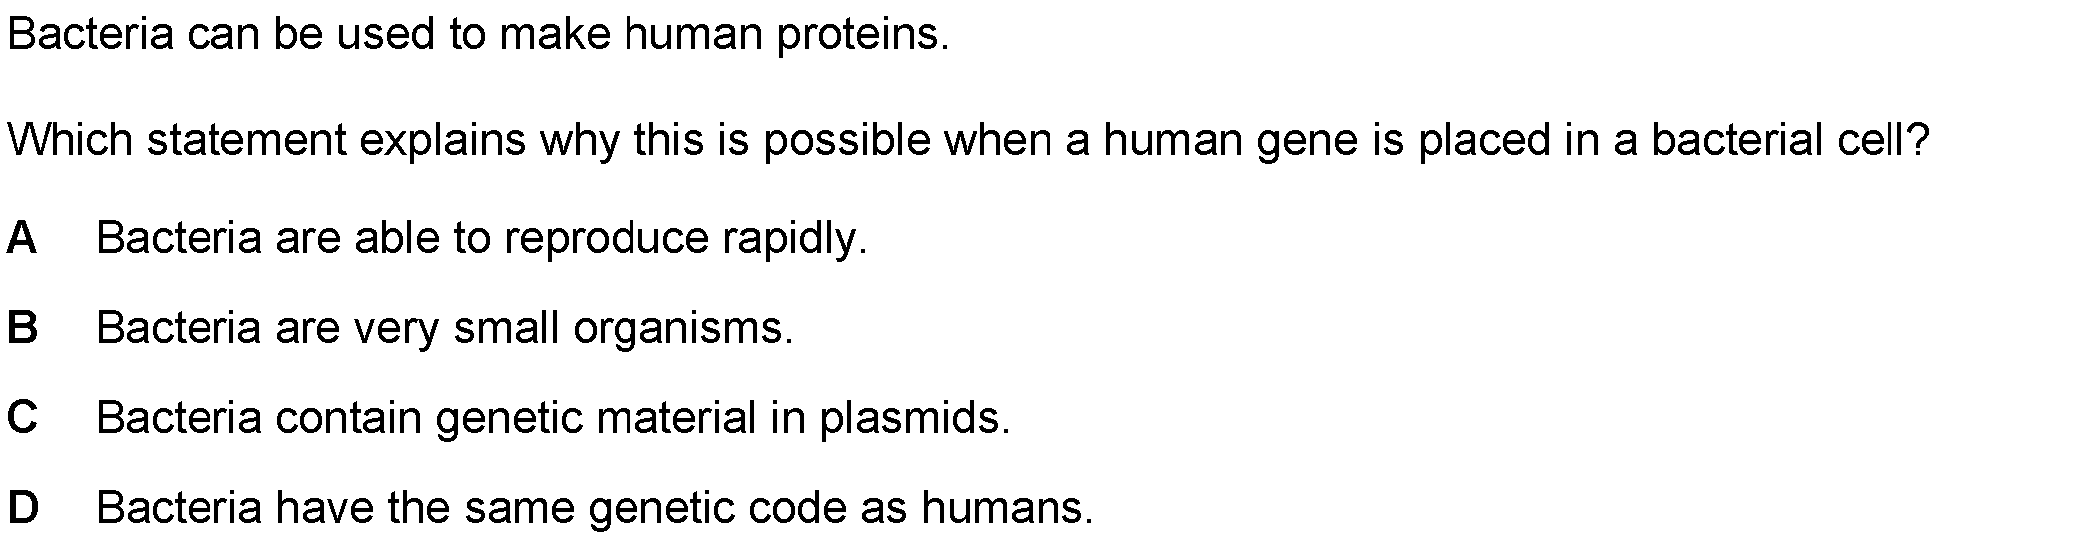 Bacteria can be used to make human proteins.
Which statement explains why this is possible when a human gene is placed in a bacterial cell?
A Bacteria are able to reproduce rapidly.
B Bacteria are very small organisms.
C Bacteria contain genetic material in plasmids.
D Bacteria have the same genetic code as humans.